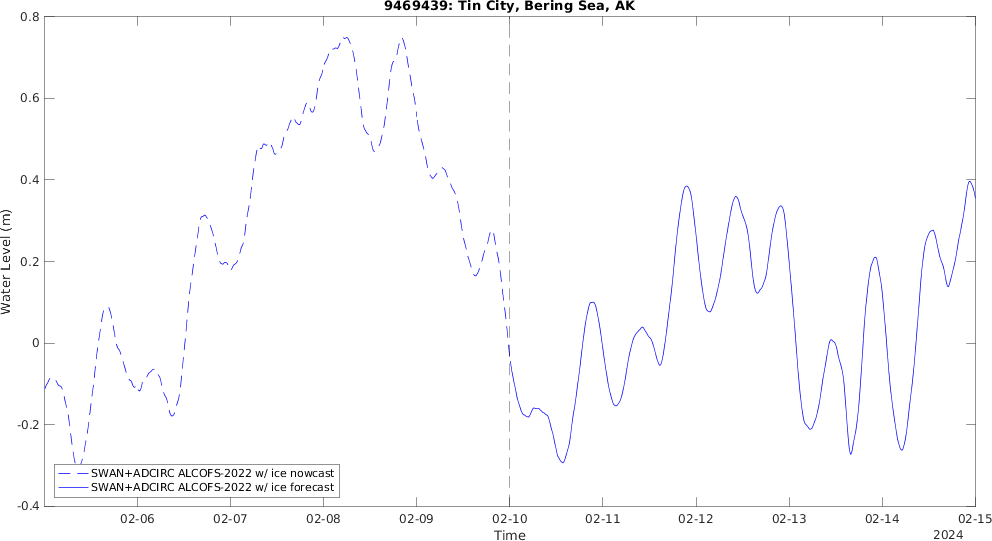 9469439: Tin City, Bering Sea, AK
0.8
0.6
0.4
0.2
0
-0.2
-0.4
Water Level (m)
SWAN+ADCIRC ALCOFS-2022 w/ ice nowcast
SWAN+ADCIRC ALCOFS-2022 w/ ice forecast
02-06 02-07 02-08 02-09 02-10 02-11 02-12 02-13 02-14 02-15
Time
2024